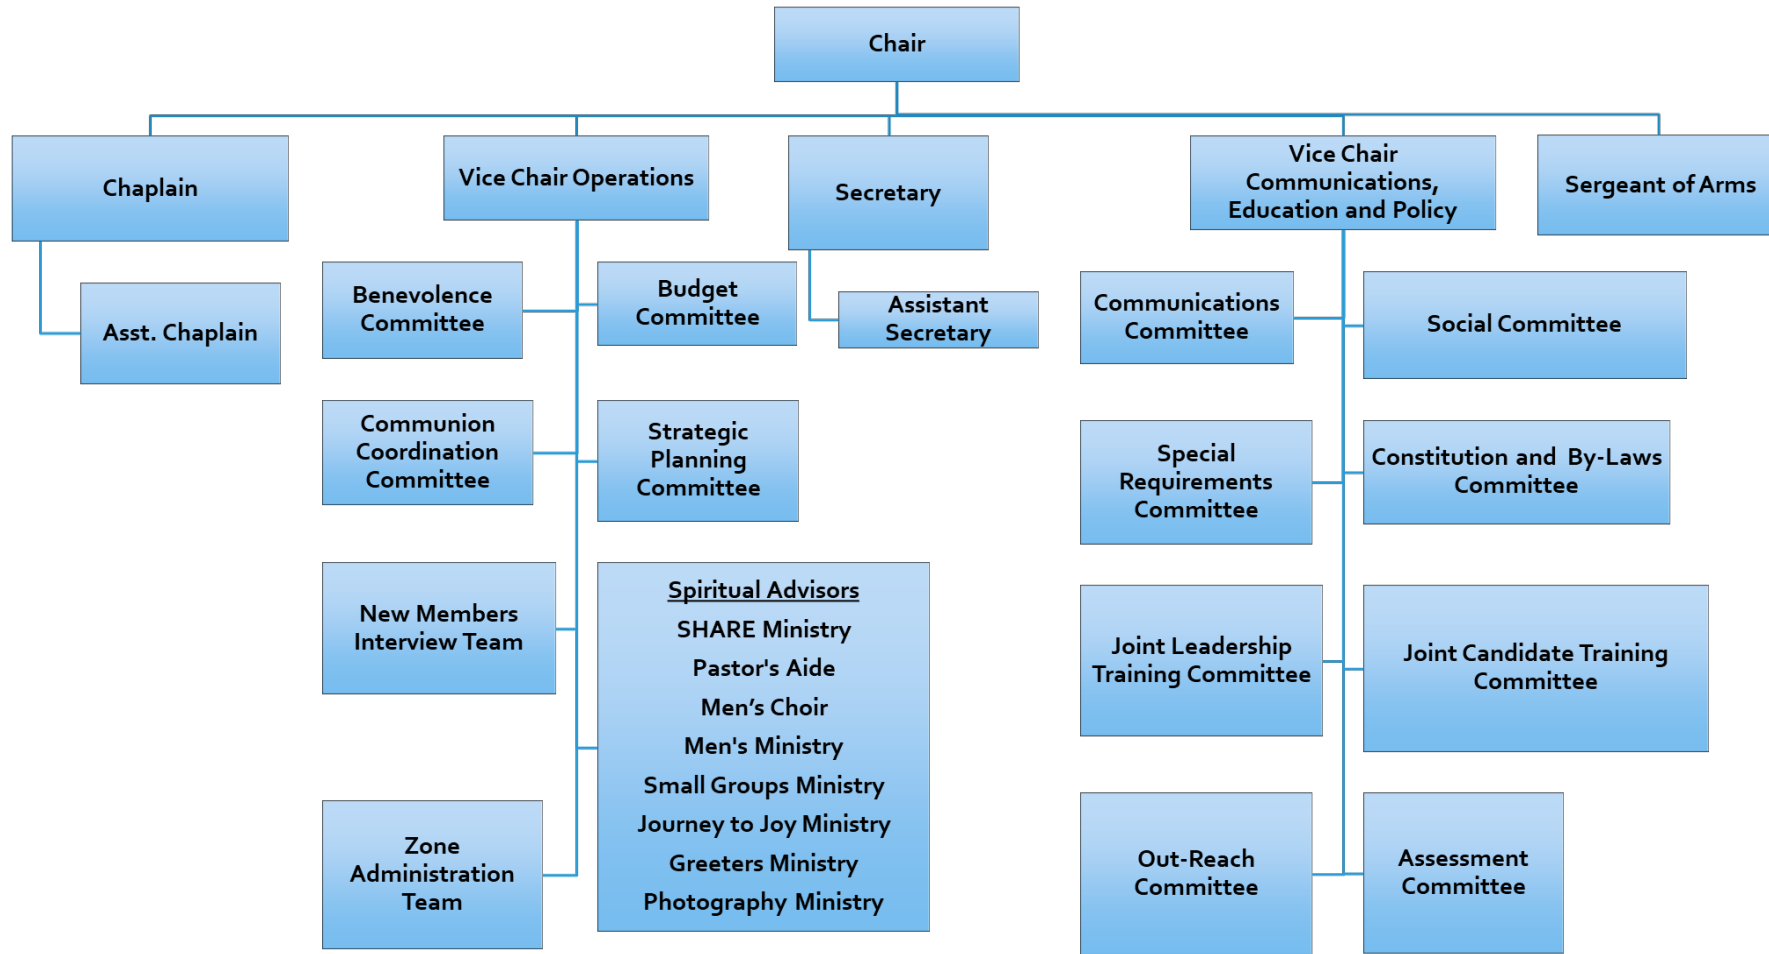 Chair
Chaplain
Vice Chair Operations
Secretary
Vice Chair
Communications,
Education and Policy
Sergeant of Arms
Asst. Chaplain
Benevolence
Committee
Budget
Committee
Assistant
Secretary
Communications
Committee
Social Committee
Communion
Coordination
Committee
Strategic
Planning
Committee
Special
Requirements
Committee
Constitution and By-Laws
Committee
New Members
Interview Team
Spiritual Advisors
SHARE Ministry
Pastor's Aide
Men’s Choir
Men's Ministry
Small Groups Ministry
Journey to Joy Ministry
Greeters Ministry
Photography Ministry
Joint Leadership
Training Committee
Joint Candidate Training
Committee
Zone
Administration
Team
Out-Reach
Committee
Assessment
Committee